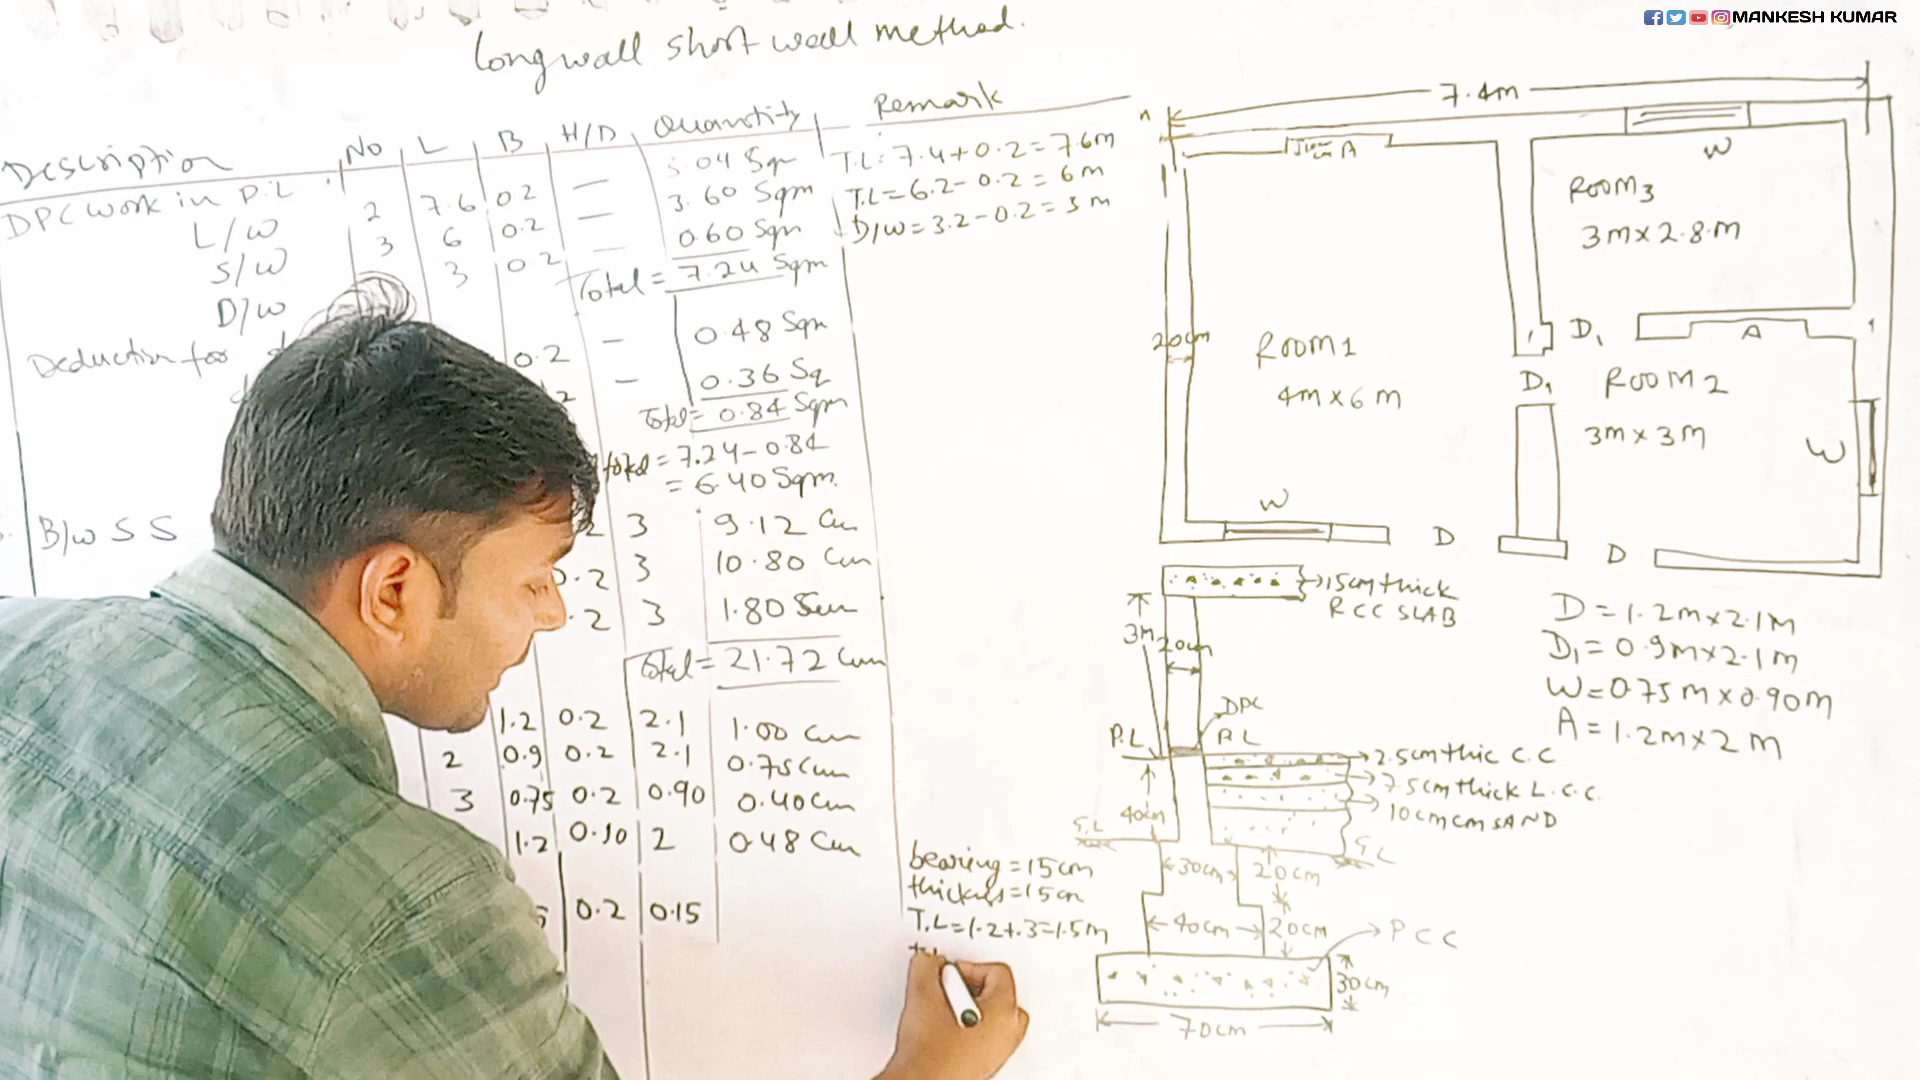 MANKESH KUMAR
Long wall short wall method.
Description No L B H/D Quantity Remark
DPC work in P.L
L/W 2 7.6 0.2 — 3.04 Sqm T.L = 7.4+0.2 = 7.6m
S/W 3 6 0.2 — 3.60 Sqm T.L = 6.2-0.2 = 6 m
D/W 3 0.2 — 0.60 Sqm D/W = 3.2-0.2 = 3 m
Total = 7.24 Sqm
Deduction for 0.2 — 0.48 Sqm
— 0.36 Sq
Total = 0.84 Sqm
= 7.24-0.84
= 6.40 Sqm.
B/W S S 3 9.12 Cum
0.2 3 10.80 Cum
.2 3 1.80
Total = 21.72 Cum
1.2 0.2 2.1 1.00 Cum
2 0.9 0.2 2.1 0.75 Cum
3 0.75 0.2 0.90 0.40 Cum
1.2 0.10 2 0.48 Cum
5 0.2 0.15
bearing = 15cm
thickness = 15cm
T.L = 1.2+.3 = 1.5m
7.4m
A
W
ROOM3
3m x 2.8m
20cm
ROOM1
4m x 6m
D1
A
D1
ROOM2
3m x 3m
W
W
D
D
15cm thick
RCC SLAB
3m
20cm
DPC
P.L
2.5cm thic C.C
7.5cm thick L.C.C.
10cmcm SAND
40cm
G.L
G.L
30cm
20cm
40cm
20cm
PCC
30cm
70cm
D = 1.2m x 2.1m
D1 = 0.9m x 2.1m
W = 0.75m x 0.90m
A = 1.2m x 2m